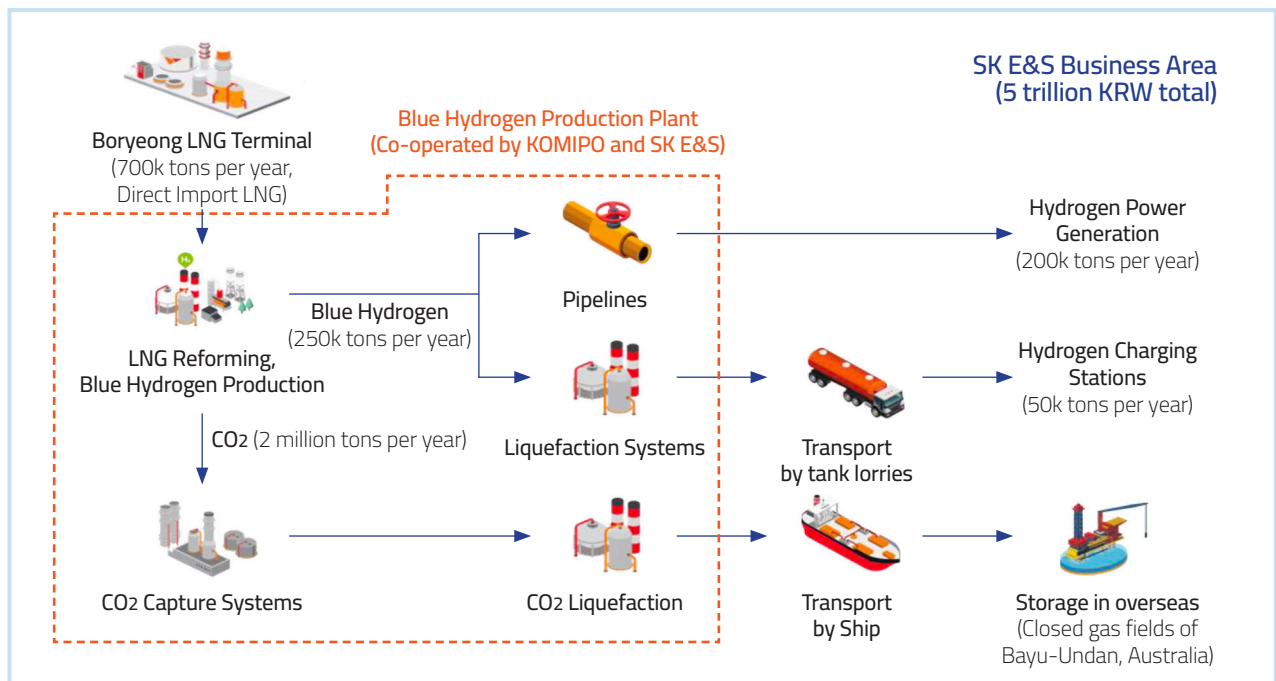 SK E&S Business Area
(5 trillion KRW total)
Boryeong LNG Terminal
(700k tons per year,
Direct Import LNG)
Blue Hydrogen Production Plant
(Co-operated by KOMIPO and SK E&S)
H₂
LNG Reforming,
Blue Hydrogen Production
Blue Hydrogen
(250k tons per year)
Pipelines
Hydrogen Power
Generation
(200k tons per year)
Liquefaction Systems
Transport
by tank lorries
Hydrogen Charging
Stations
(50k tons per year)
CO2 (2 million tons per year)
CO2 Capture Systems
CO2 Liquefaction
Transport
by Ship
Storage in overseas
(Closed gas fields of
Bayu-Undan, Australia)